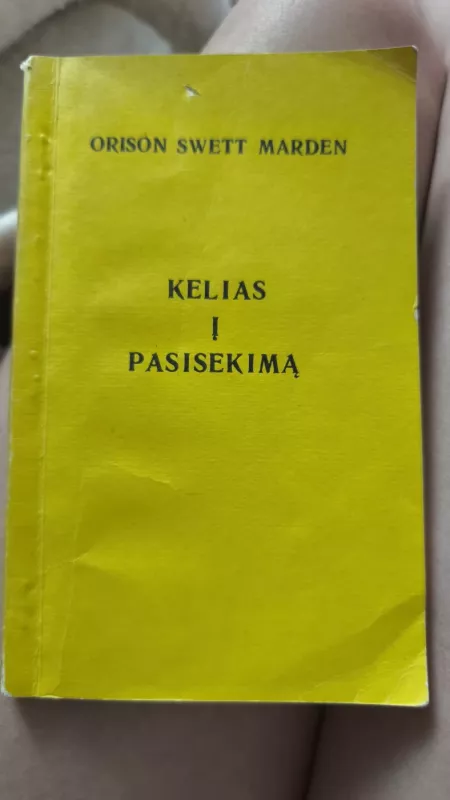 ORISON SWETT MARDEN
KELIAS
Į
PASISEKIMĄ